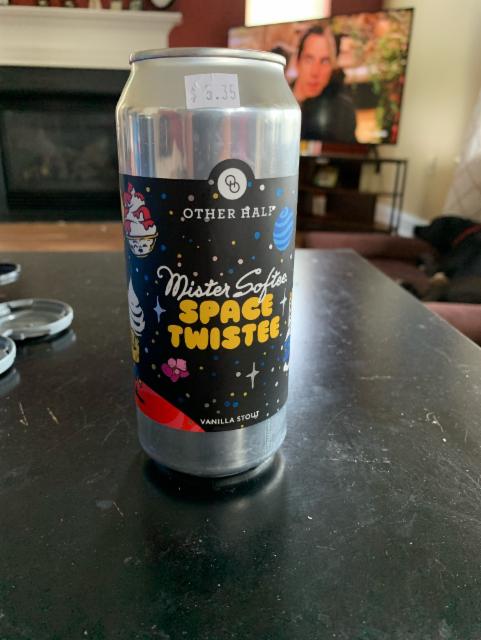 $ 5.35
OTHER HALF
Mister Softee
SPACE
TWISTEE
VANILLA STOUT